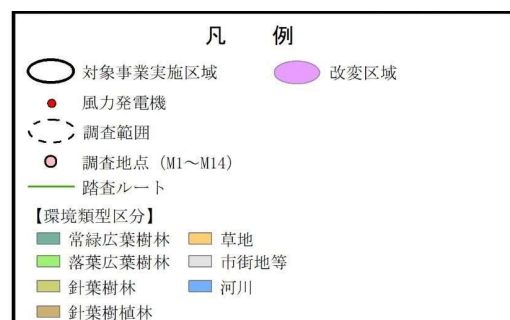 凡　例
対象事業実施区域　改変区域
風力発電機
調査範囲
調査地点（M1～M14）
踏査ルート
【環境類型区分】
常緑広葉樹林　草地
落葉広葉樹林　市街地等
針葉樹林　河川
針葉樹植林